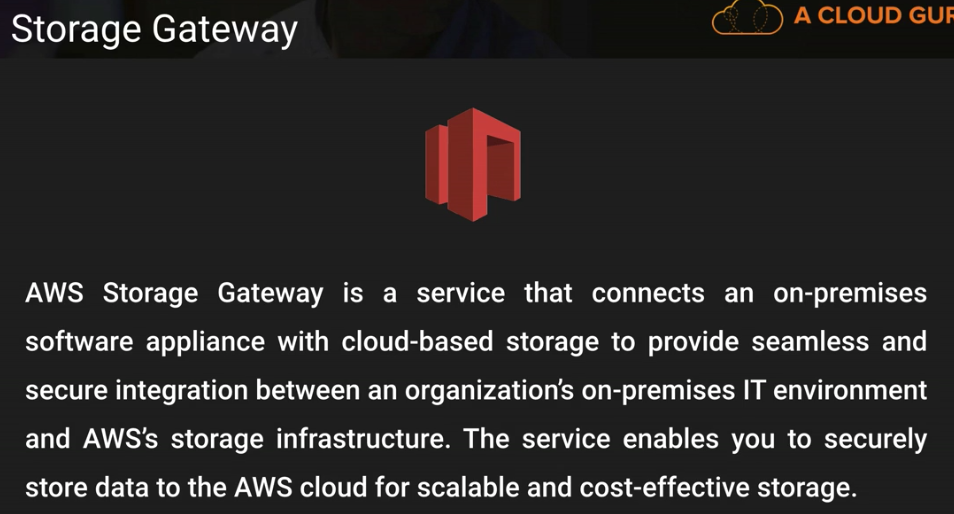 Storage Gateway
A CLOUD GUR
AWS Storage Gateway is a service that connects an on-premises
software appliance with cloud-based storage to provide seamless and
secure integration between an organization's on-premises IT environment
and AWS's storage infrastructure. The service enables you to securely
store data to the AWS cloud for scalable and cost-effective storage.